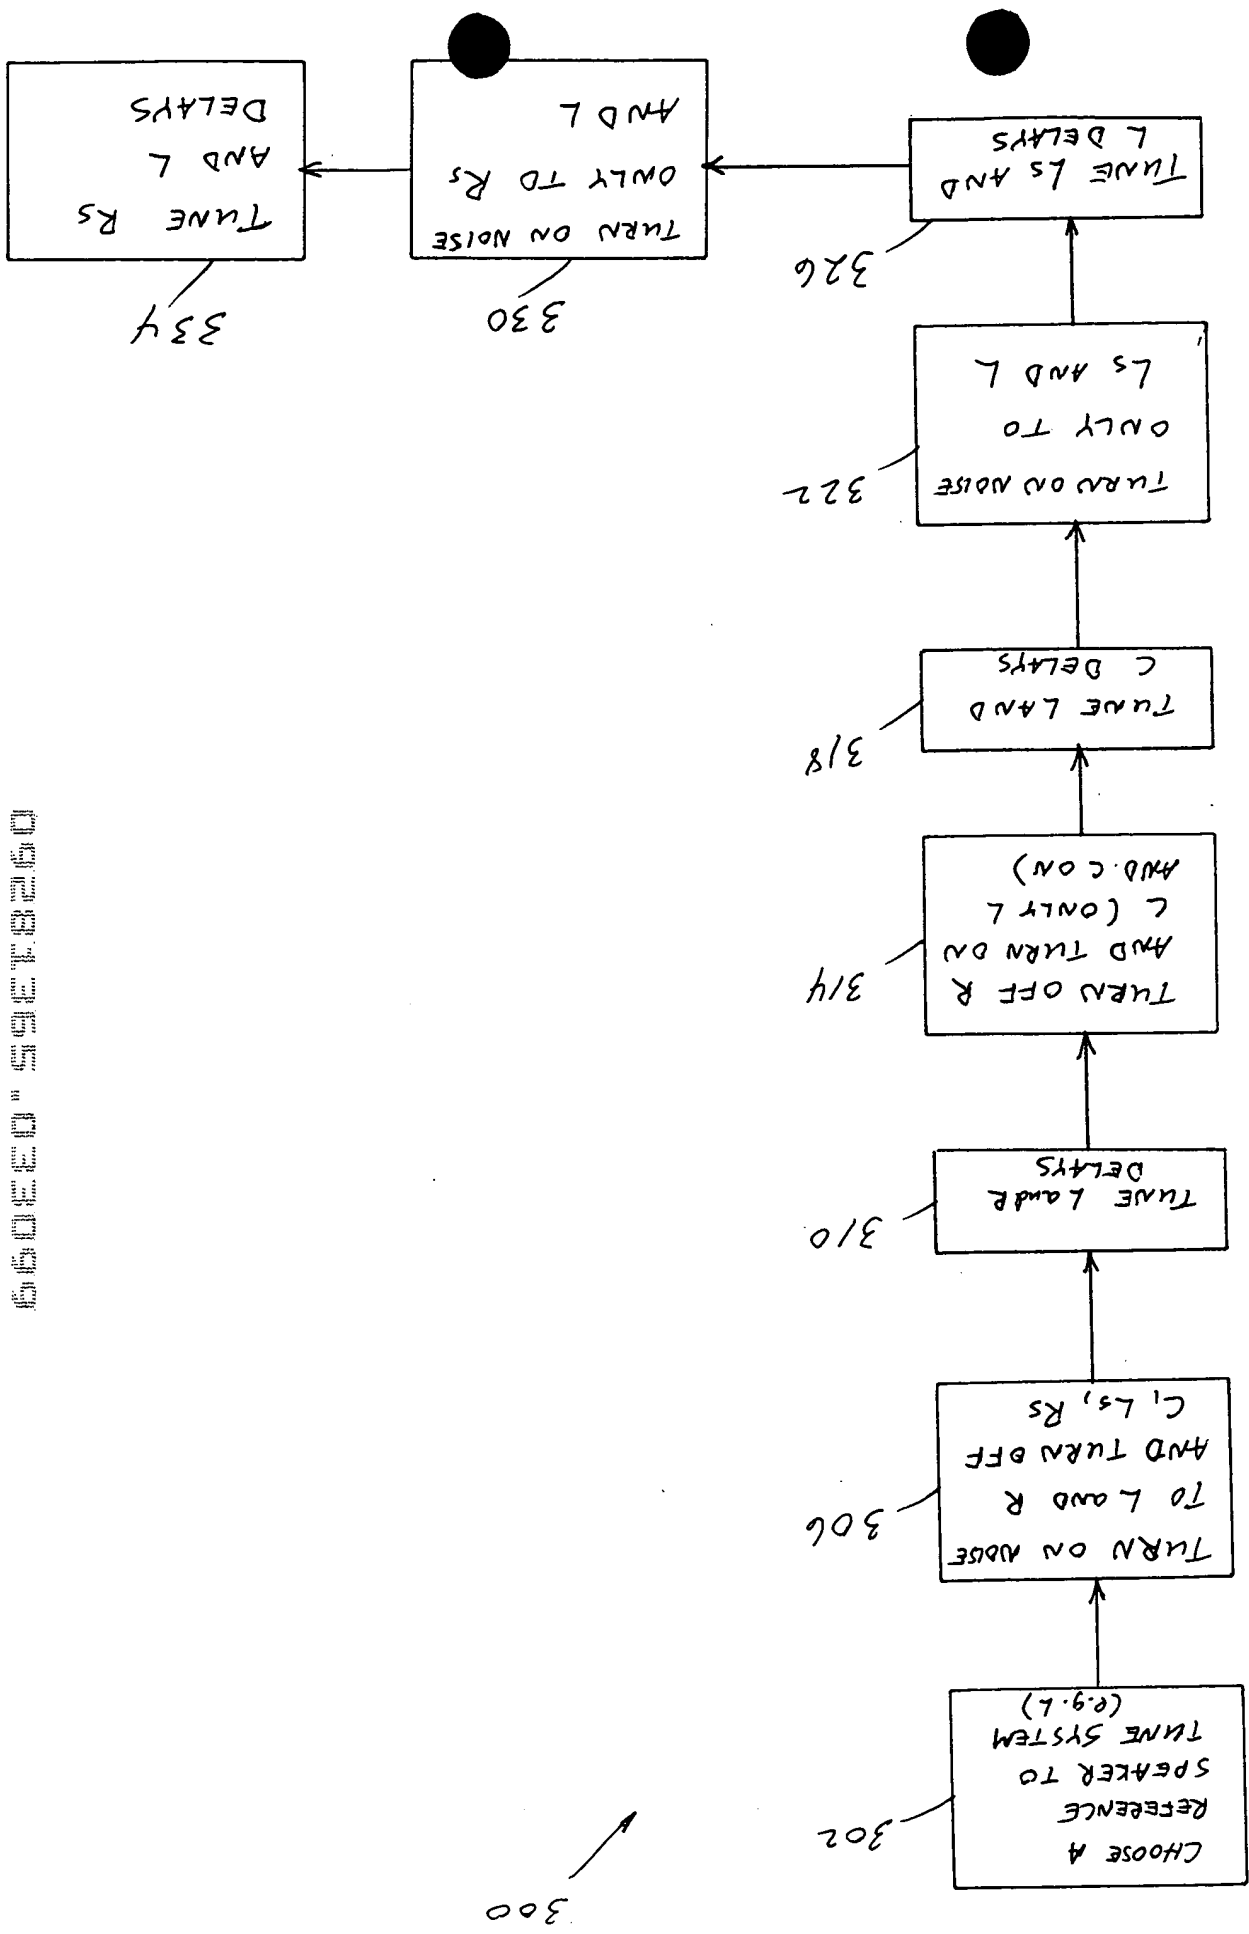 300
302
CHOOSE A
REFERENCE
SPEAKER TO
TUNE SYSTEM
(e.g. L)
306
TURN ON NOISE
TO L and R
AND TURN OFF
C, Ls, Rs
310
TUNE L and R
DELAYS
314
TURN OFF R
AND TURN ON
C (ONLY L
AND C ON)
318
TUNE L AND
C DELAYS
322
TURN ON NOISE
ONLY TO
Ls AND L
326
TUNE Ls AND
L DELAYS
330
TURN ON NOISE
ONLY TO Rs
AND L
334
TUNE Rs
AND L
DELAYS
09281365.033099